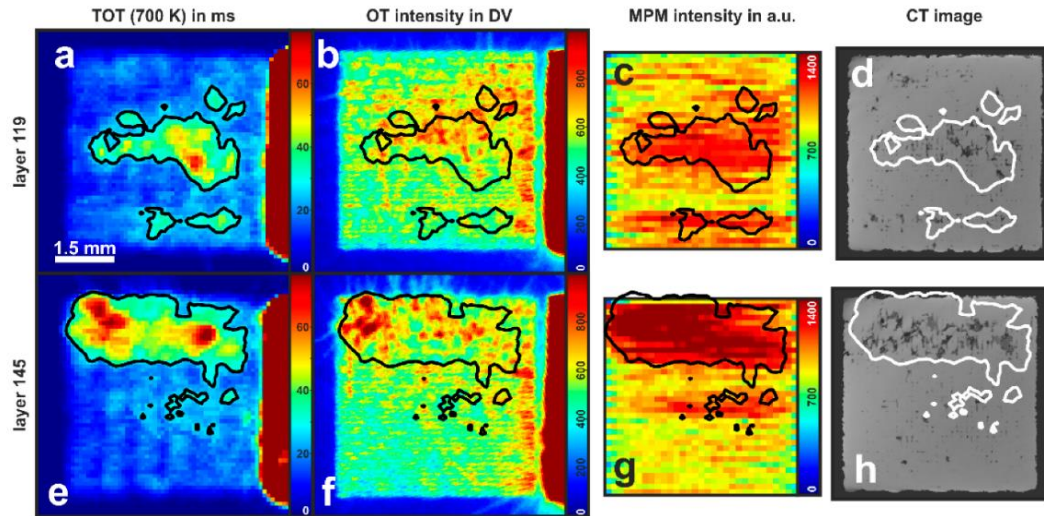 TOT (700 K) in ms
OT intensity in DV
MPM intensity in a.u.
CT image
layer 119
a
60
40
20
0
1.5 mm
b
800
600
400
200
0
c
1400
700
0
d
layer 145
e
60
40
20
0
f
800
600
400
200
0
g
1400
700
0
h